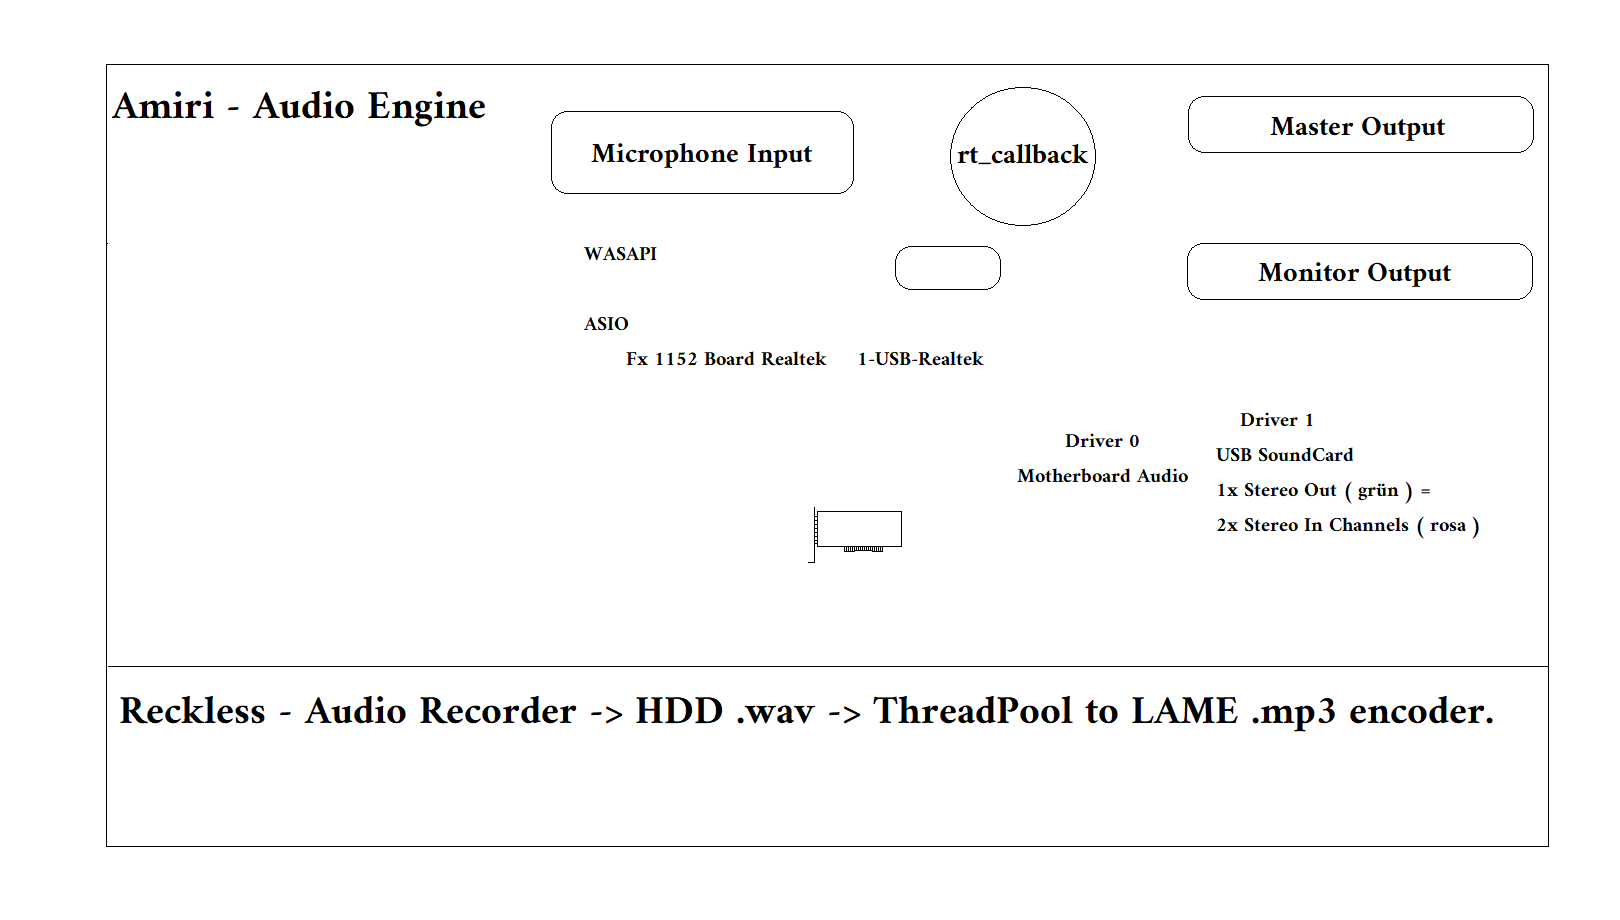 Amiri - Audio Engine
Microphone Input
rt_callback
Master Output
WASAPI
Monitor Output
ASIO
Fx 1152 Board Realtek 1-USB-Realtek
Driver 0
Motherboard Audio
Driver 1
USB SoundCard
1x Stereo Out ( grün ) =
2x Stereo In Channels ( rosa )
Reckless - Audio Recorder -> HDD .wav -> ThreadPool to LAME .mp3 encoder.